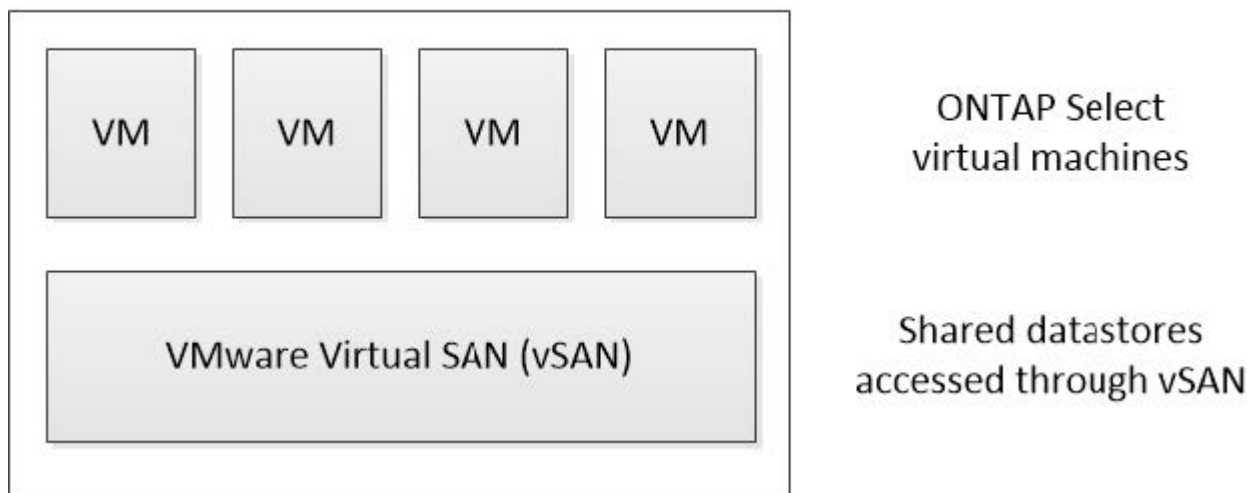 VM
VM
VM
VM
ONTAP Select
virtual machines
VMware Virtual SAN (vSAN)
Shared datastores
accessed through vSAN